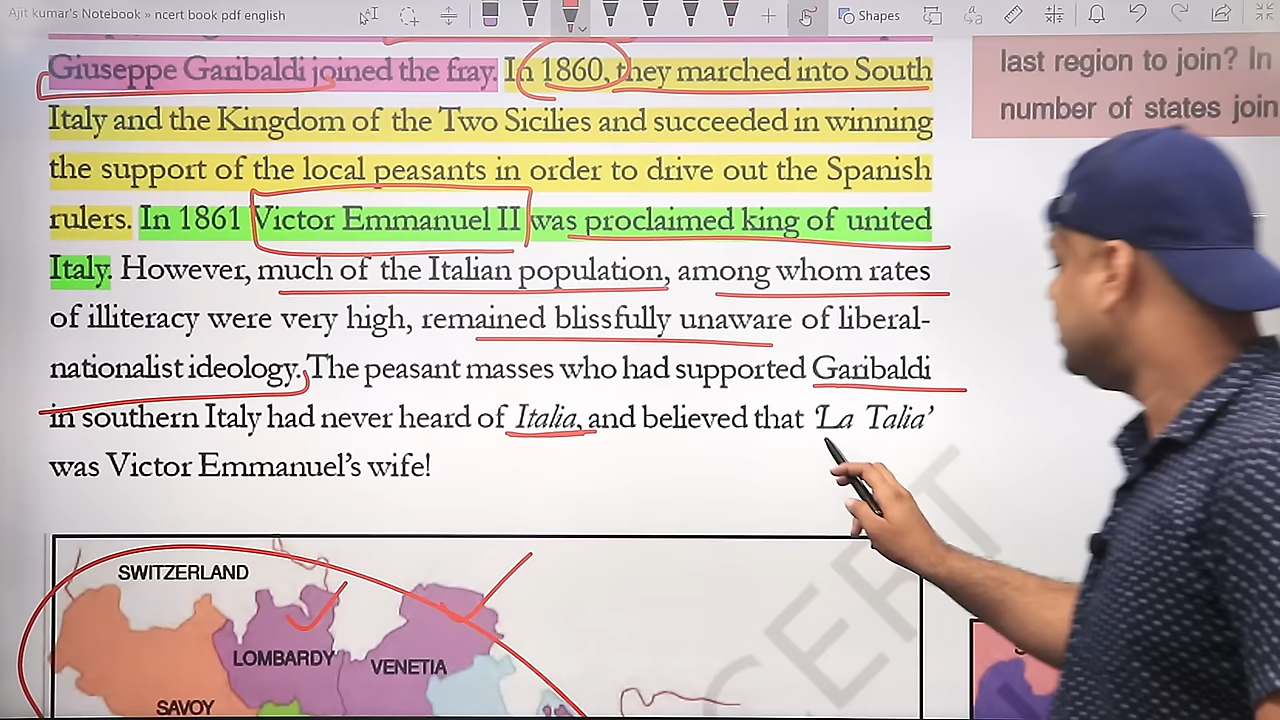 Ajit kumar's Notebook » ncert book pdf english
Shapes
Giuseppe Garibaldi joined the fray. In 1860, they marched into South
Italy and the Kingdom of the Two Sicilies and succeeded in winning
the support of the local peasants in order to drive out the Spanish
rulers. In 1861 Victor Emmanuel II was proclaimed king of united
Italy. However, much of the Italian population, among whom rates
of illiteracy were very high, remained blissfully unaware of liberal-
nationalist ideology. The peasant masses who had supported Garibaldi
in southern Italy had never heard of Italia, and believed that ‘La Talia’
was Victor Emmanuel’s wife!
last region to join? In
number of states join
SWITZERLAND
LOMBARDY
VENETIA
SAVOY
CERT